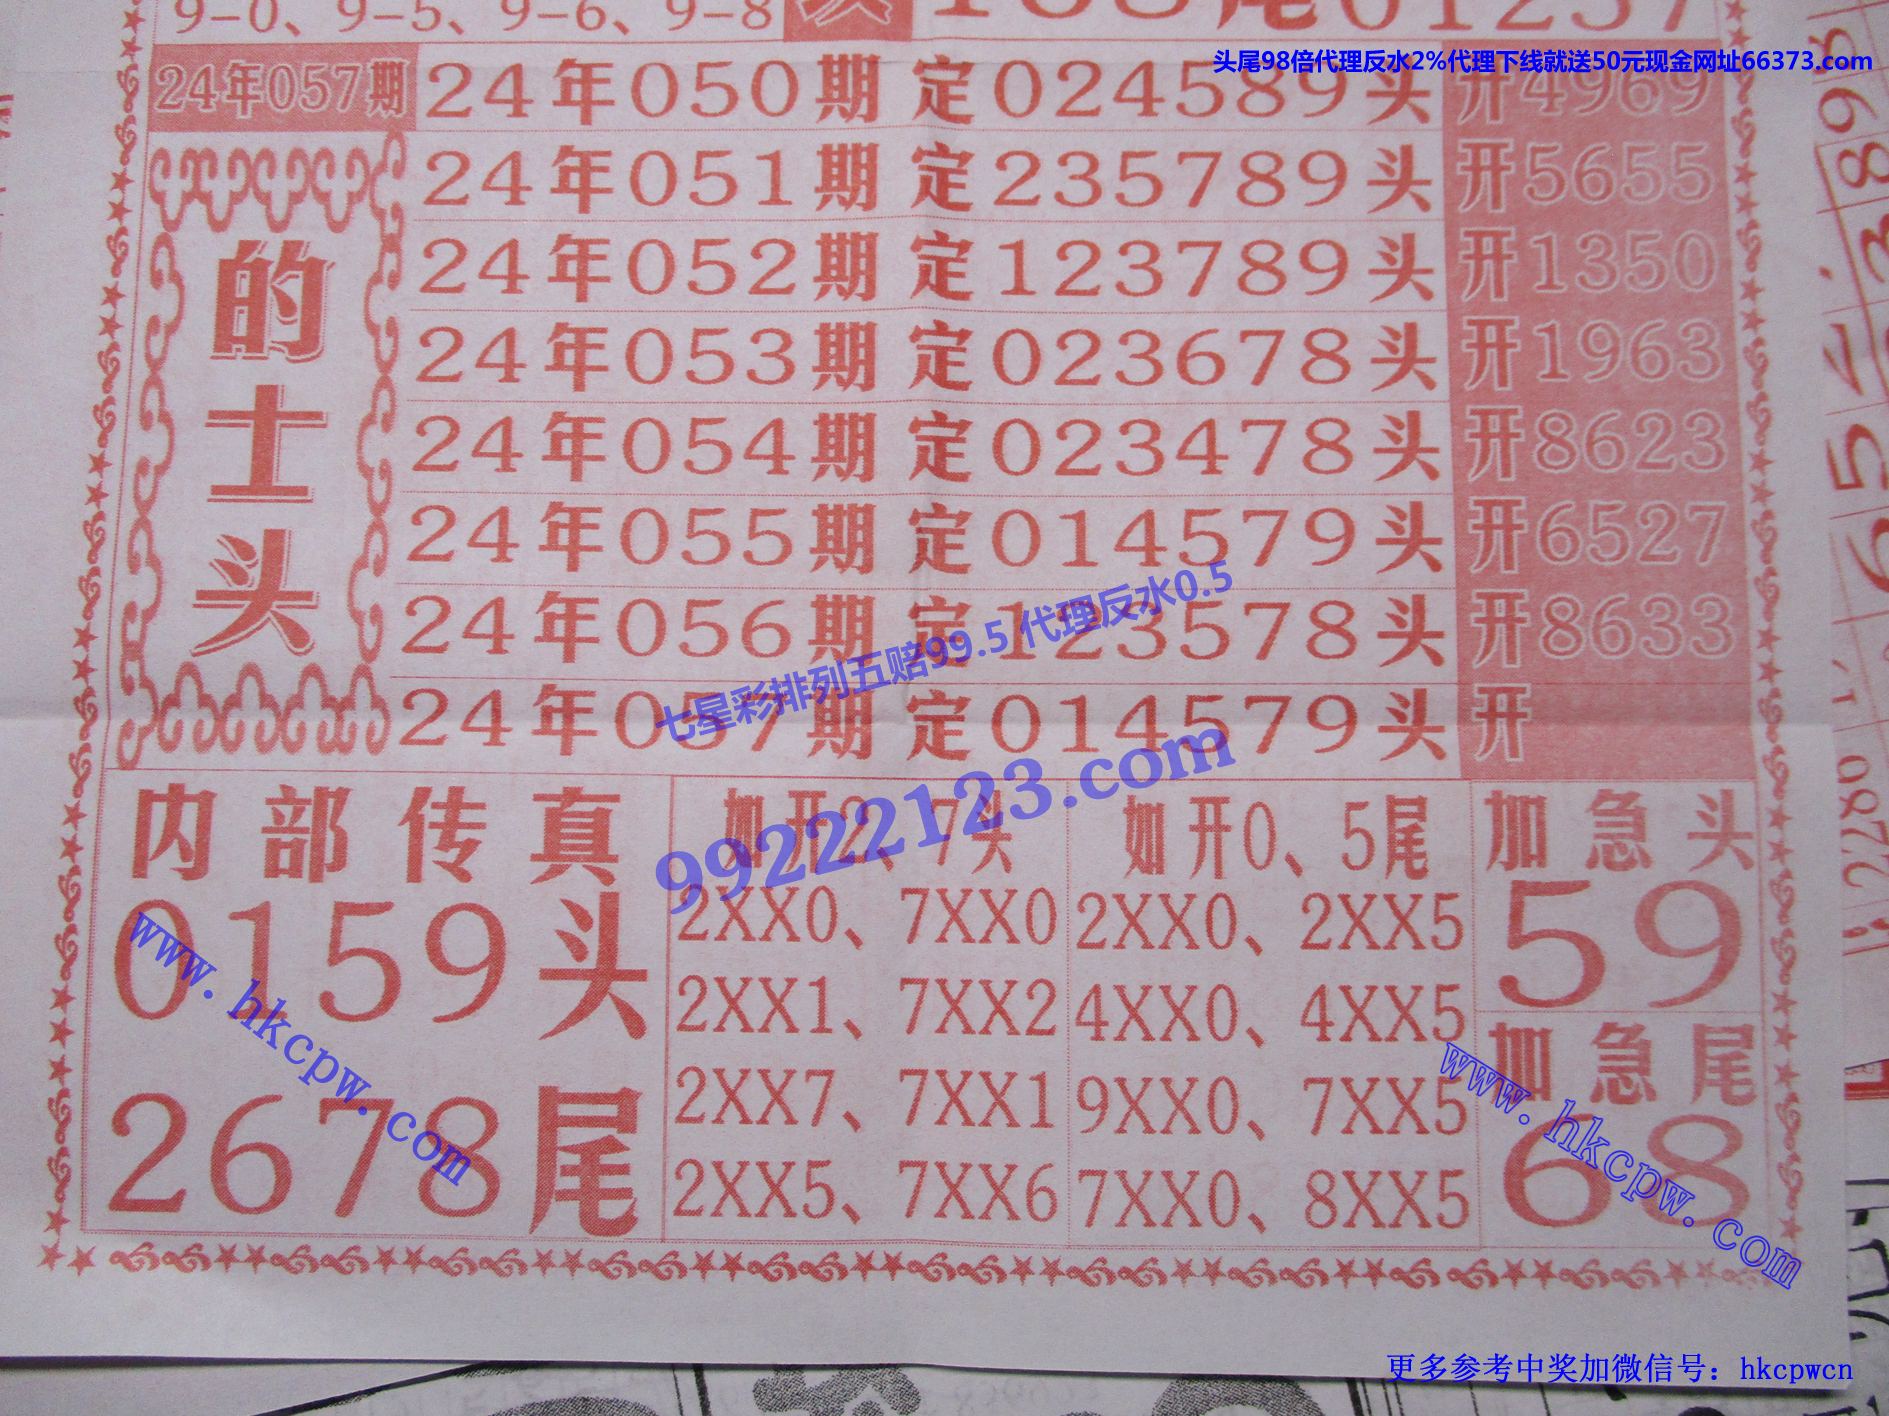 9-0、9-5、9-6、9-8
头尾98倍代理反水2%代理下线就送50元现金网址66373.com
24年057期
24年050期 定024589头 开4969
24年051期 定235789头 开5655
24年052期 定123789头 开1350
24年053期 定023678头 开1963
24年054期 定023478头 开8623
24年055期 定014579头 开6527
24年056期 定123578头 开8633
24年057期 定014579头 开
的士头
七星彩排列五赔99.5 代理反水0.5
99222123.com
内部传真
0159头
2678尾
如开2、7头
2XX0、7XX0
2XX1、7XX2
2XX7、7XX1
2XX5、7XX6
如开0、5尾
2XX0、2XX5
4XX0、4XX5
9XX0、7XX5
7XX0、8XX5
加急头
59
加急尾
68
www.hkcpw.com
www.hkcpw.com
更多参考中奖加微信号：hkcpwcn